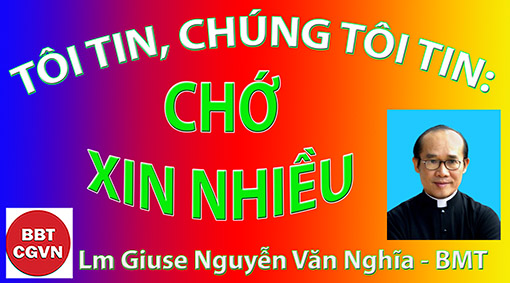 TÔI TIN, CHÚNG TÔI TIN:
CHỚ
XIN NHIỀU
BBT
CGVN
Lm Giuse Nguyễn Văn Nghĩa - BMT